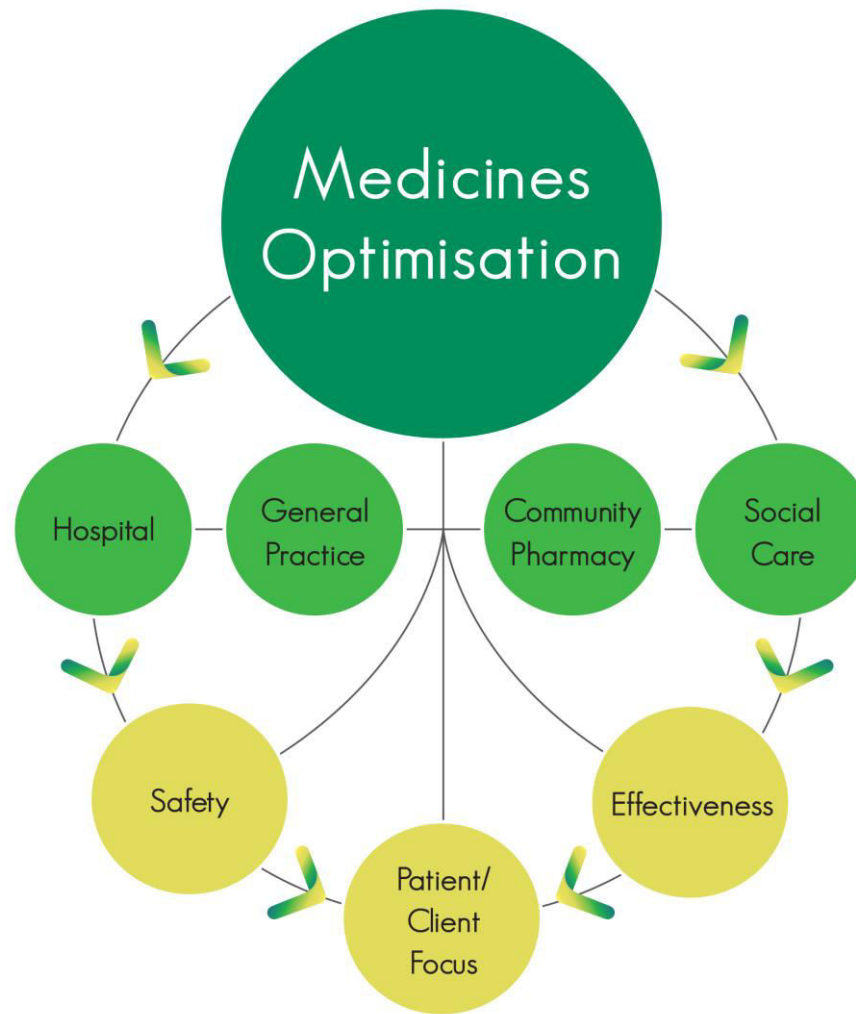 Medicines
Optimisation
Hospital
General
Practice
Community
Pharmacy
Social
Care
Safety
Effectiveness
Patient/
Client
Focus